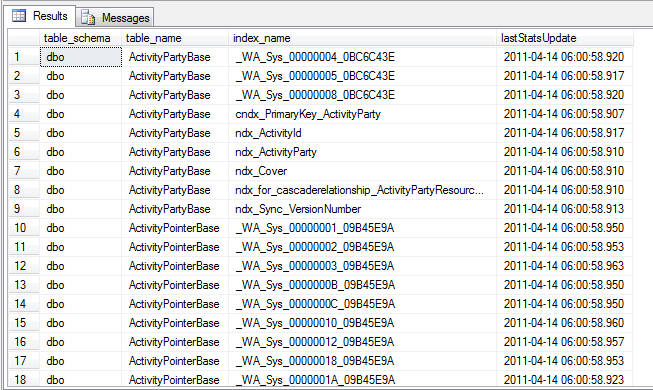 Results Messages
table_schema table_name index_name lastStatsUpdate
1 dbo ActivityPartyBase _WA_Sys_00000004_0BC6C43E 2011-04-14 06:00:58.920
2 dbo ActivityPartyBase _WA_Sys_00000005_0BC6C43E 2011-04-14 06:00:58.917
3 dbo ActivityPartyBase _WA_Sys_00000008_0BC6C43E 2011-04-14 06:00:58.920
4 dbo ActivityPartyBase cndx_PrimaryKey_ActivityParty 2011-04-14 06:00:58.907
5 dbo ActivityPartyBase ndx_ActivityId 2011-04-14 06:00:58.917
6 dbo ActivityPartyBase ndx_ActivityParty 2011-04-14 06:00:58.910
7 dbo ActivityPartyBase ndx_Cover 2011-04-14 06:00:58.910
8 dbo ActivityPartyBase ndx_for_cascaderelationship_ActivityPartyResourc... 2011-04-14 06:00:58.910
9 dbo ActivityPartyBase ndx_Sync_VersionNumber 2011-04-14 06:00:58.913
10 dbo ActivityPointerBase _WA_Sys_00000001_09B45E9A 2011-04-14 06:00:58.950
11 dbo ActivityPointerBase _WA_Sys_00000002_09B45E9A 2011-04-14 06:00:58.953
12 dbo ActivityPointerBase _WA_Sys_00000003_09B45E9A 2011-04-14 06:00:58.963
13 dbo ActivityPointerBase _WA_Sys_0000000B_09B45E9A 2011-04-14 06:00:58.950
14 dbo ActivityPointerBase _WA_Sys_0000000C_09B45E9A 2011-04-14 06:00:58.950
15 dbo ActivityPointerBase _WA_Sys_00000010_09B45E9A 2011-04-14 06:00:58.960
16 dbo ActivityPointerBase _WA_Sys_00000012_09B45E9A 2011-04-14 06:00:58.957
17 dbo ActivityPointerBase _WA_Sys_00000018_09B45E9A 2011-04-14 06:00:58.953
18 dbo ActivityPointerBase _WA_Sys_0000001A_09B45E9A 2011-04-14 06:00:58.923